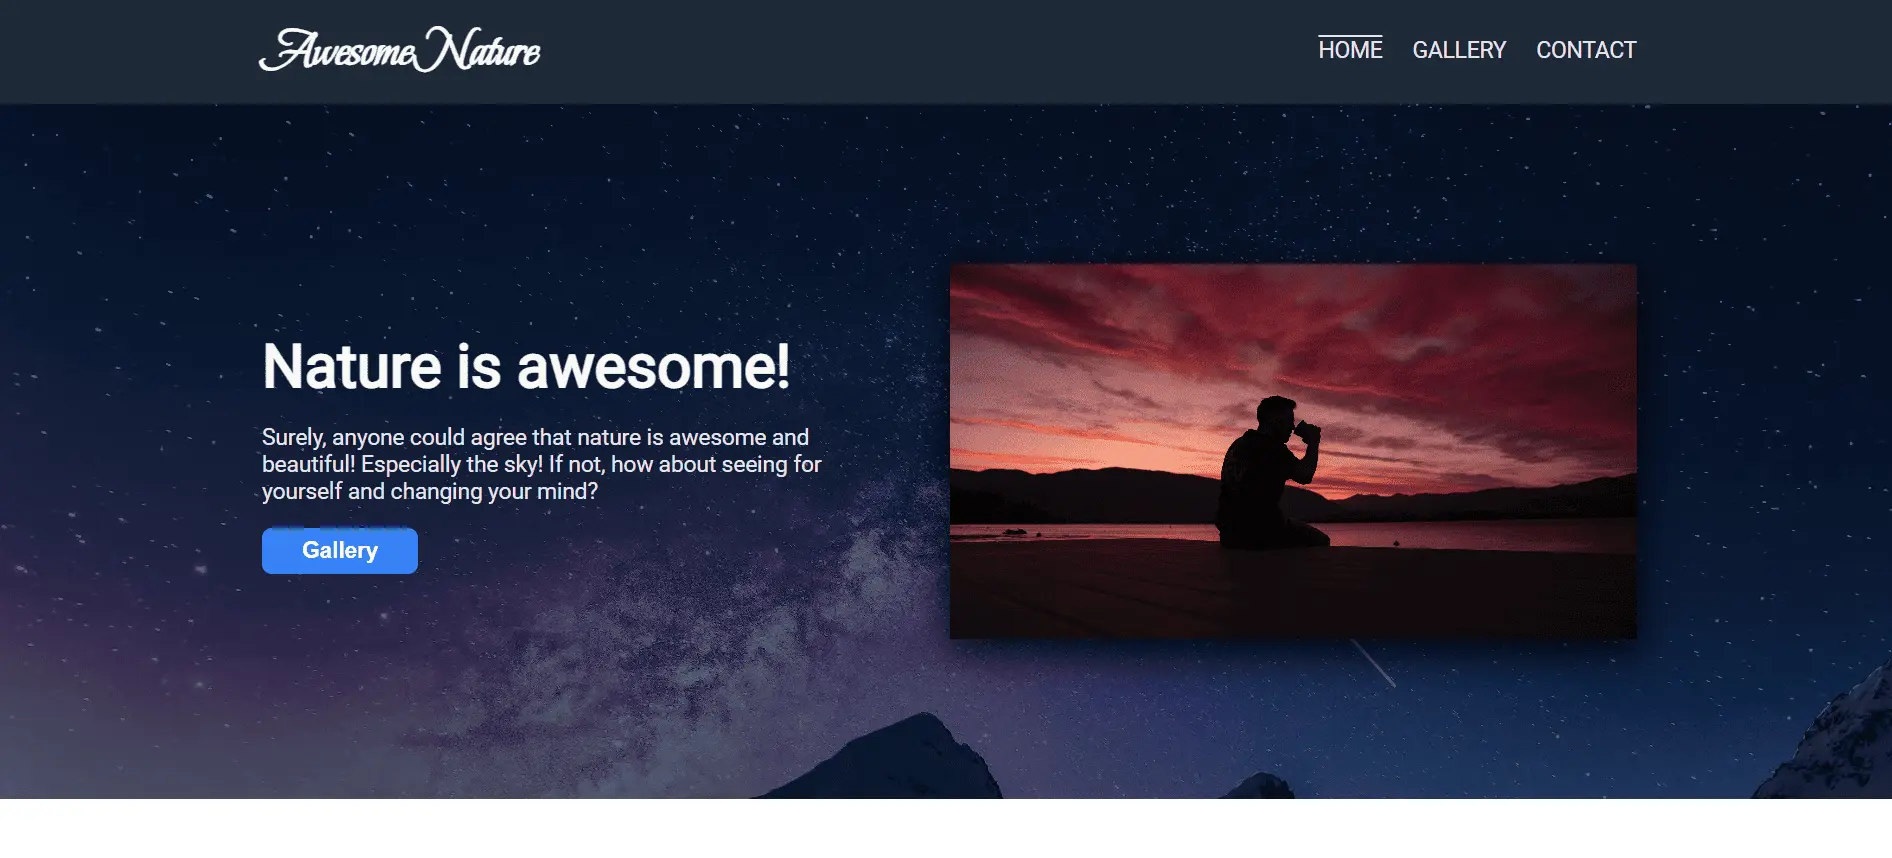 Awesome Nature
HOME GALLERY CONTACT
Nature is awesome!
Surely, anyone could agree that nature is awesome and
beautiful! Especially the sky! If not, how about seeing for
yourself and changing your mind?
Gallery